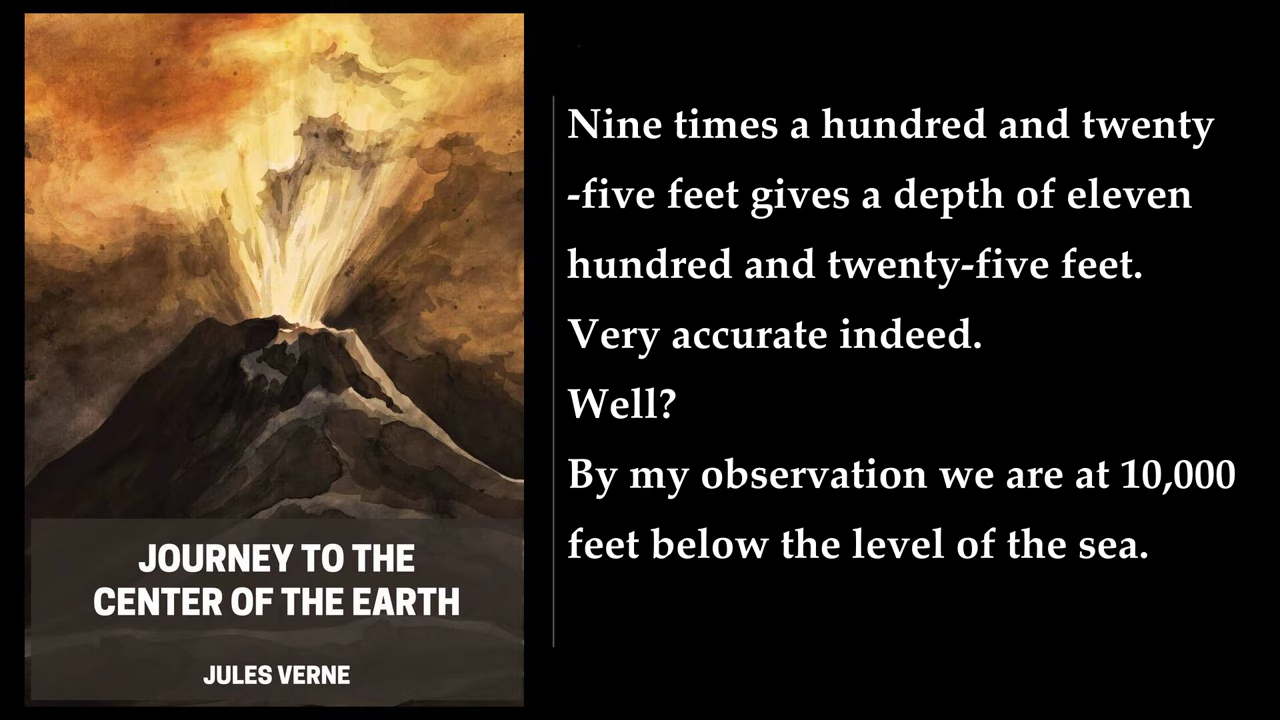 JOURNEY TO THE
CENTER OF THE EARTH
JULES VERNE
Nine times a hundred and twenty
-five feet gives a depth of eleven
hundred and twenty-five feet.
Very accurate indeed.
Well?
By my observation we are at 10,000
feet below the level of the sea.